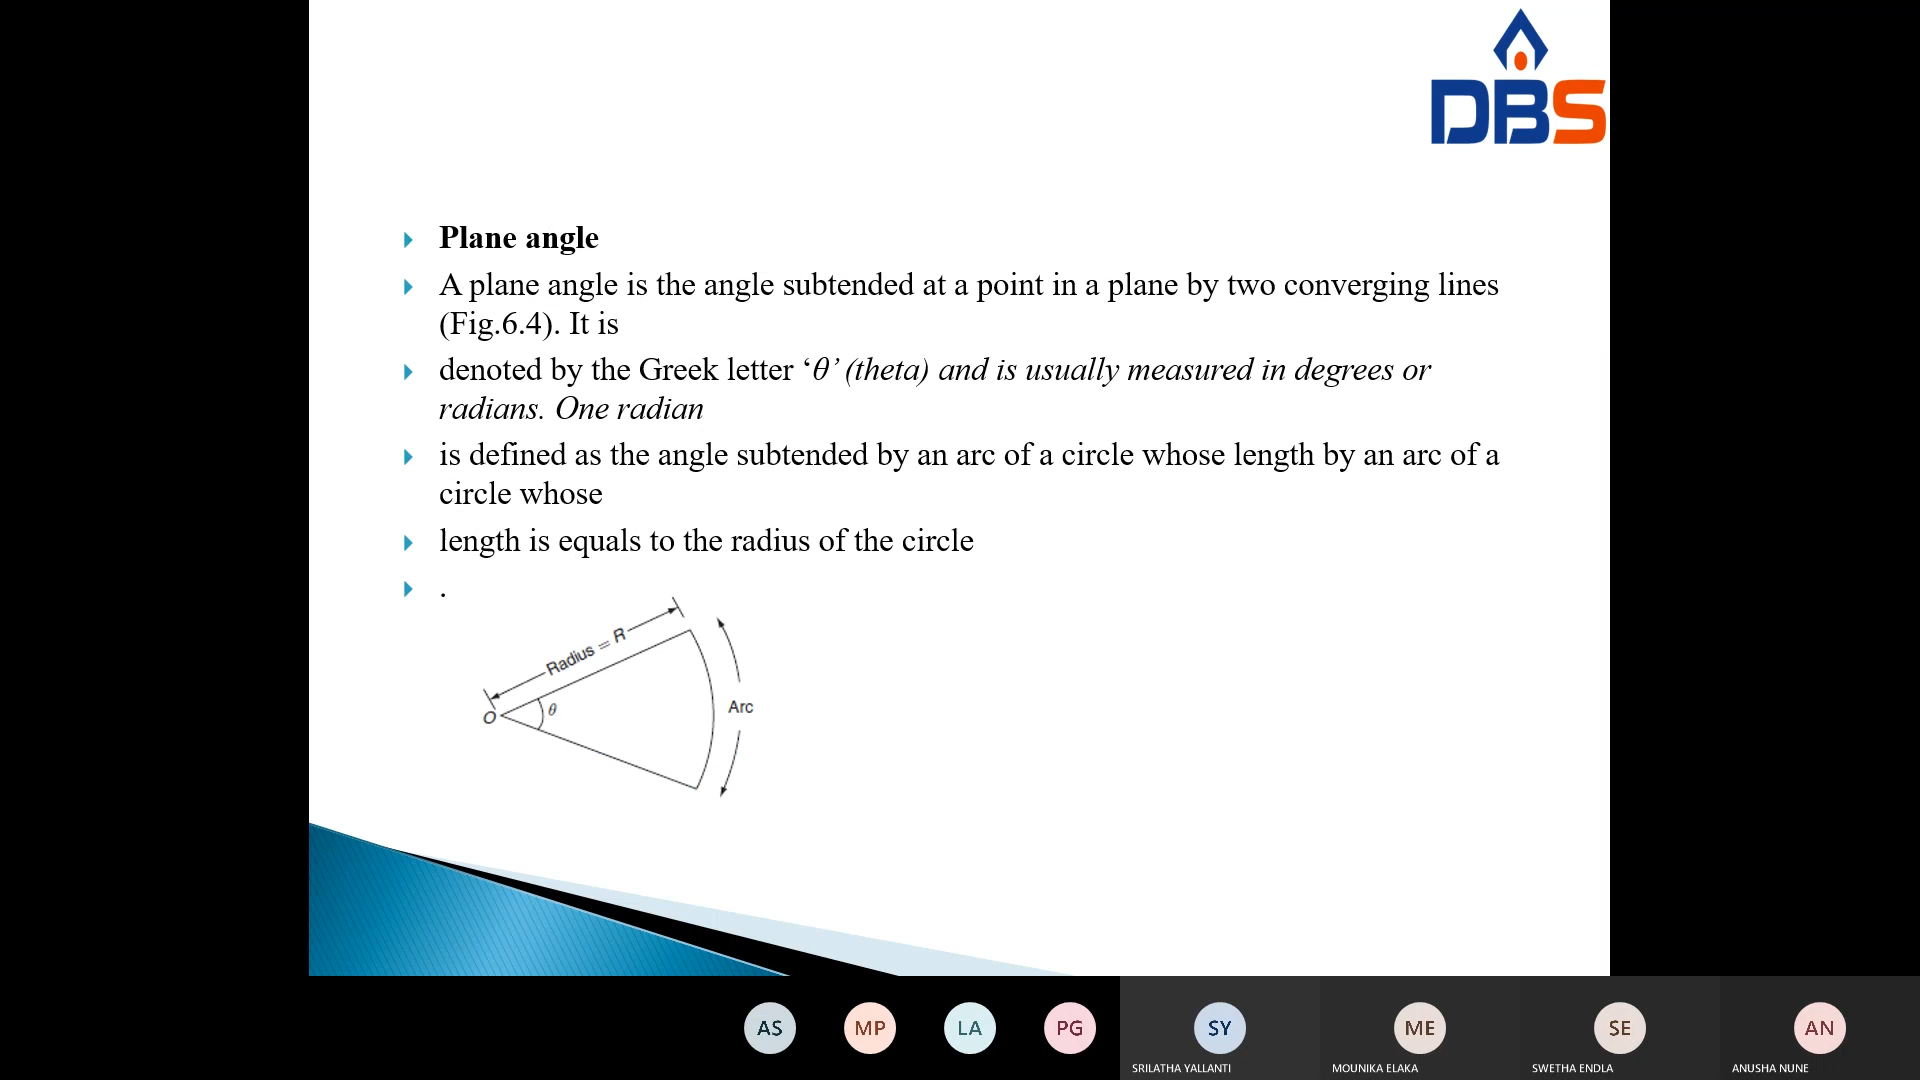 DBS
Plane angle
A plane angle is the angle subtended at a point in a plane by two converging lines
(Fig.6.4). It is
denoted by the Greek letter ‘θ’ (theta) and is usually measured in degrees or
radians. One radian
is defined as the angle subtended by an arc of a circle whose length by an arc of a
circle whose
length is equals to the radius of the circle
.
Radius = R
O
θ
Arc
AS
MP
LA
PG
SY
ME
SE
AN
SRILATHA YALLANTI
MOUNIKA ELAKA
SWETHA ENDLA
ANUSHA NUNE